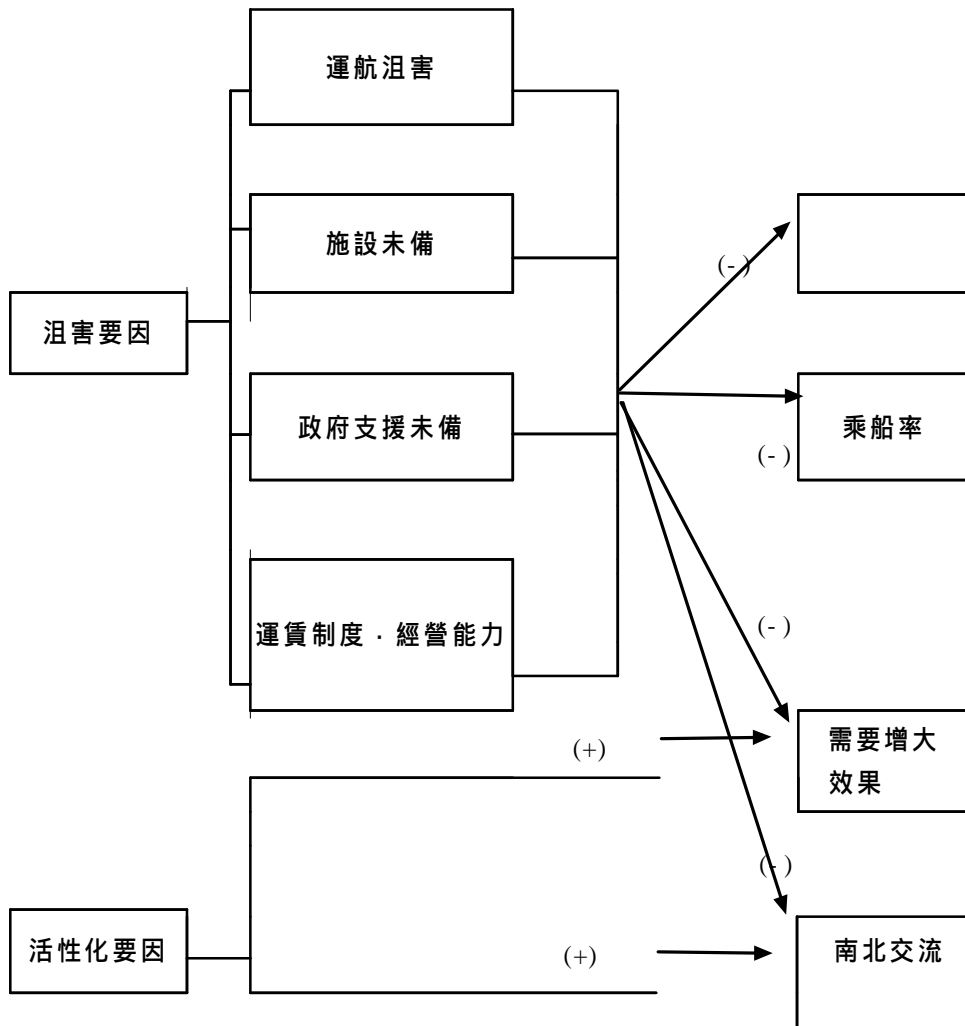 運航沮害
施設未備
(-)
沮害要因
政府支援未備
乘船率
(-)
運賃制度·經營能力
(-)
(+)
需要增大
效果
(-)
活性化要因
(+)
南北交流